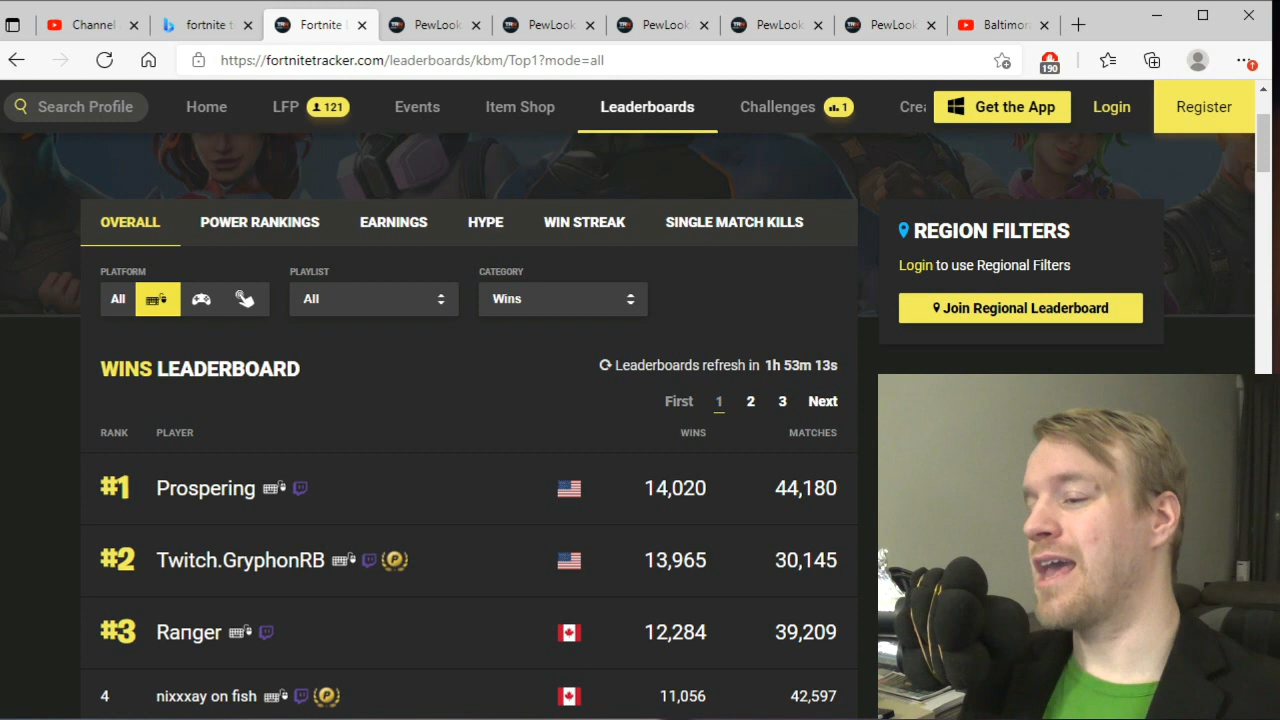 Channel
fortnite t
Fortnite
PewLook
PewLook
PewLook
PewLook
PewLook
Baltimor
https://fortnitetracker.com/leaderboards/kbm/Top1?mode=all
190
Search Profile
Home
LFP 121
Events
Item Shop
Leaderboards
Challenges 1
Crea
Get the App
Login
Register
OVERALL
POWER RANKINGS
EARNINGS
HYPE
WIN STREAK
SINGLE MATCH KILLS
REGION FILTERS
Login to use Regional Filters
Join Regional Leaderboard
PLATFORM
PLAYLIST
CATEGORY
All
All
Wins
WINS LEADERBOARD
Leaderboards refresh in 1h 53m 13s
First 1 2 3 Next
RANK PLAYER WINS MATCHES
#1 Prospering 14,020 44,180
#2 Twitch.GryphonRB 13,965 30,145
#3 Raпger 12,284 39,209
4 nixxxay on fish 11,056 42,597